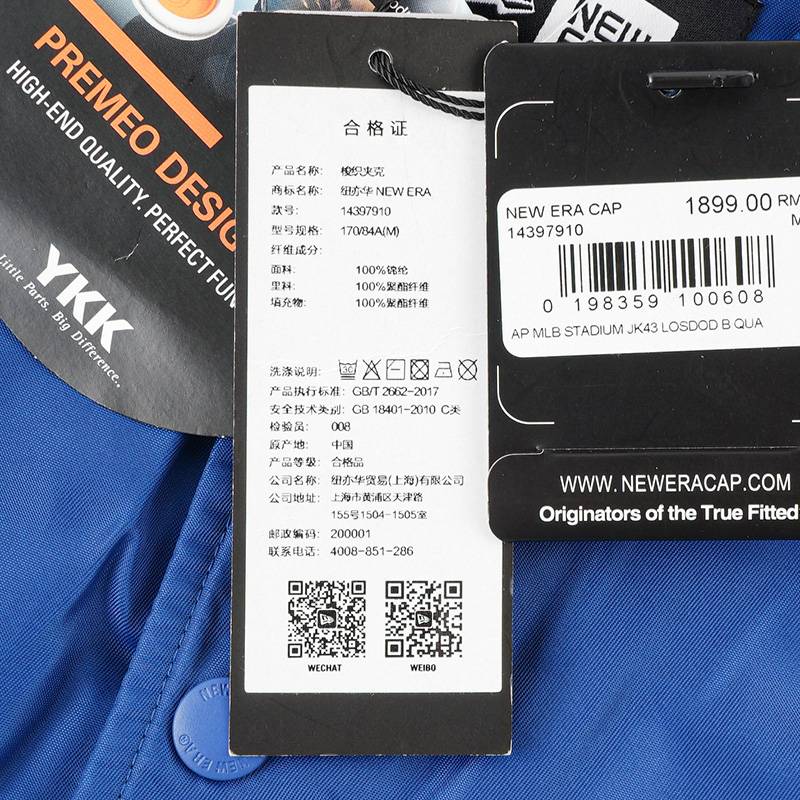 PREMEO DESIG
HIGH-END QUALITY. PERFECT FUN
YKK
Little Parts. Big Difference.
合格证
产品名称: 梭织夹克
商标名称: 纽亦华 NEW ERA
款号: 14397910
型号规格: 170/84A(M)
纤维成分:
面料: 100%锦纶
里料: 100%聚酯纤维
填充物: 100%聚酯纤维
洗涤说明: 30
产品执行标准: GB/T 2662-2017
安全技术类别: GB 18401-2010 C类
检验员: 008
原产地: 中国
产品等级: 合格品
公司名称: 纽亦华贸易(上海)有限公司
公司地址: 上海市黄浦区天津路
155号1504-1505室
邮政编码: 200001
联系电话: 4008-851-286
WECHAT WEIBO
NEW ERA CAP 1899.00 RM
14397910 M
0 198359 100608
AP MLB STADIUM JK43 LOSDOD B QUA
WWW. NEWERACAP.COM
Originators of the True Fitted
NEW
NEW ERA